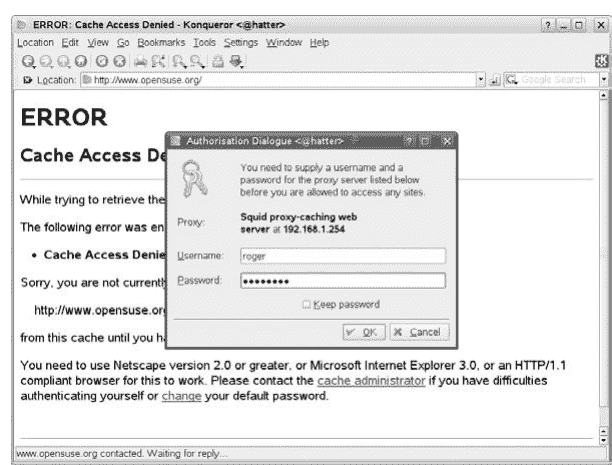 ERROR: Cache Access Denied - Konqueror <@hatter>
Location Edit View Go Bookmarks Tools Settings Window Help
Location: http://www.opensuse.org/
Google Search
ERROR
Cache Access De
While trying to retrieve the
The following error was en
• Cache Access Denie
Sorry, you are not currentl
http://www.opensuse.org
from this cache until you h
Authorisation Dialogue <@hatter>
You need to supply a username and a
password for the proxy server listed below
before you are allowed to access any sites.
Proxy: Squid proxy-caching web
server at 192.168.1.254
Username: roger
Password: ••••••••
Keep password
OK Cancel
You need to use Netscape version 2.0 or greater, or Microsoft Internet Explorer 3.0, or an HTTP/1.1
compliant browser for this to work. Please contact the cache administrator if you have difficulties
authenticating yourself or change your default password.
www.opensuse.org contacted. Waiting for reply...